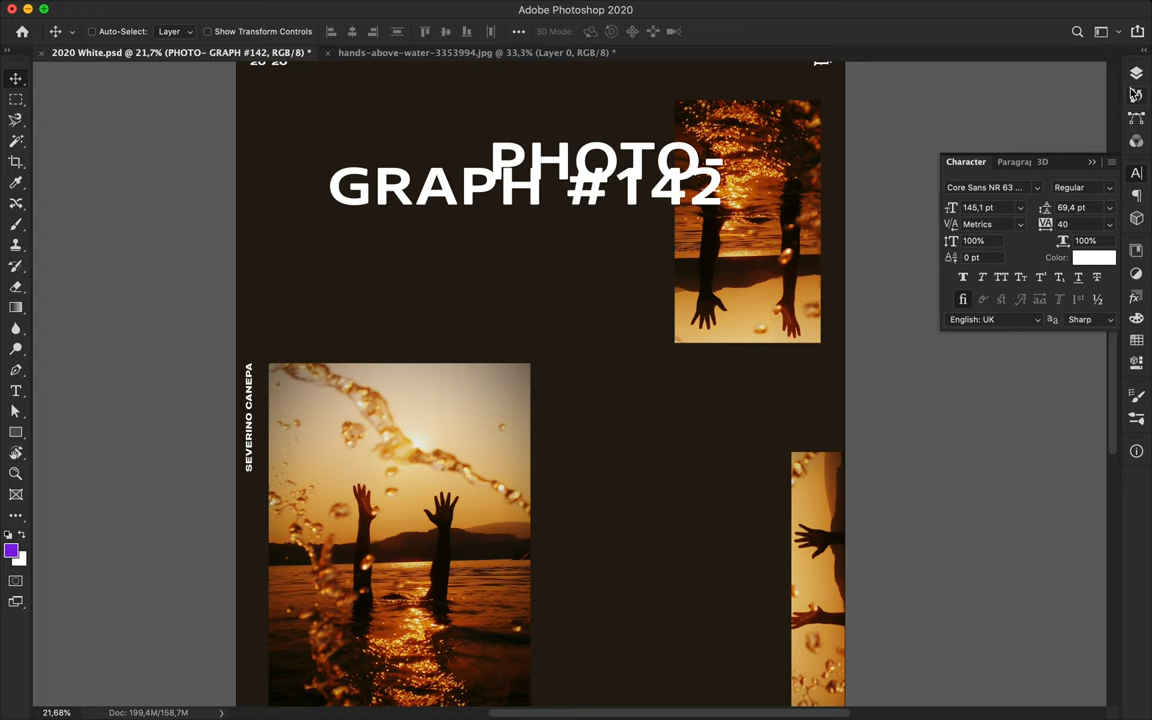 Adobe Photoshop 2020
Auto-Select:
Layer
Show Transform Controls
3D Mode:
2020 White.psd @ 21,7% (PHOTO- GRAPH #142, RGB/8) *
hands-above-water-3353994.jpg @ 33,3% (Layer 0, RGB/8) *
20 20
PHOTO-
GRAPH #142
SEVERINO CANEPA
Character
Paragra
3D
Core Sans NR 63 ...
Regular
145,1 pt
69,4 pt
Metrics
40
100%
100%
0 pt
Color:
English: UK
Sharp
21,68%
Doc: 199,4M/158,7M